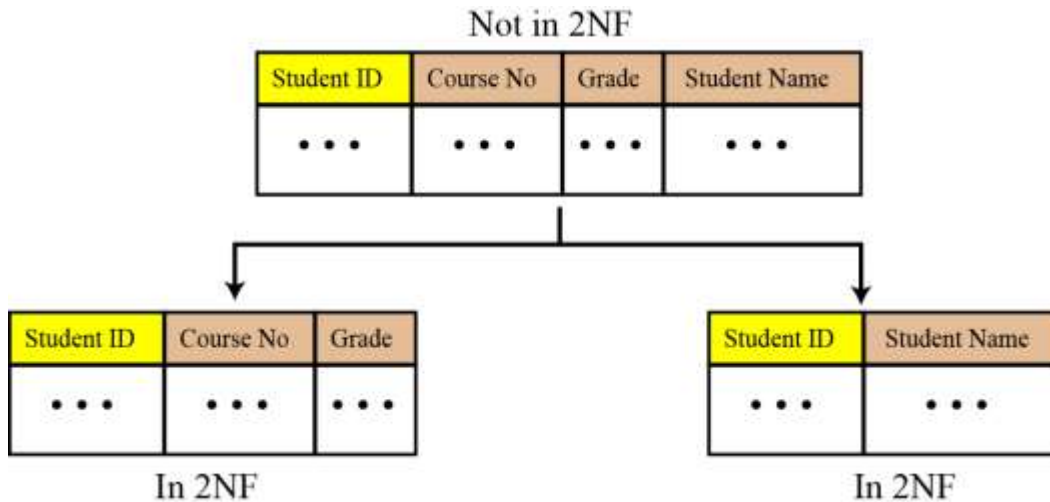 Not in 2NF
Student ID Course No Grade Student Name
Student ID Course No Grade
Student ID Student Name
In 2NF
In 2NF